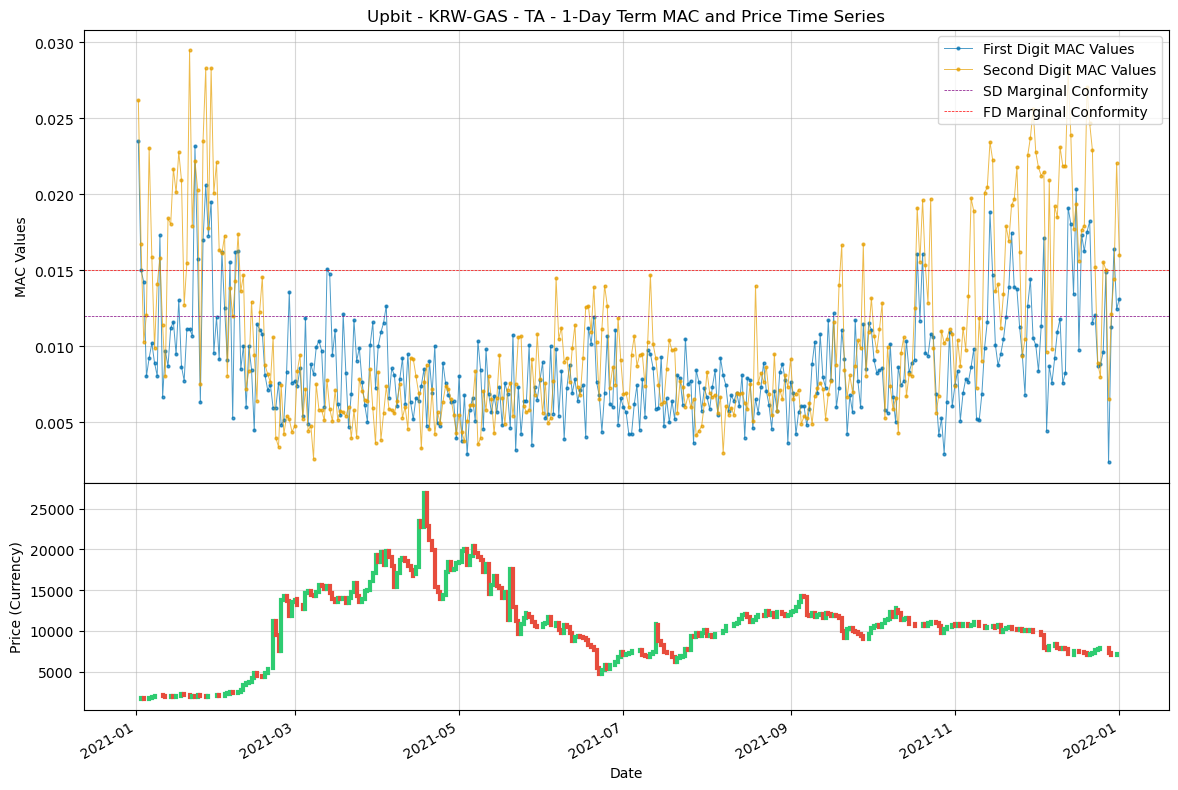 Upbit - KRW-GAS - TA - 1-Day Term MAC and Price Time Series
MAC Values
0.030
0.025
0.020
0.015
0.010
0.005
First Digit MAC Values
Second Digit MAC Values
SD Marginal Conformity
FD Marginal Conformity
Price (Currency)
25000
20000
15000
10000
5000
2021-01
2021-03
2021-05
2021-07
2021-09
2021-11
2022-01
Date